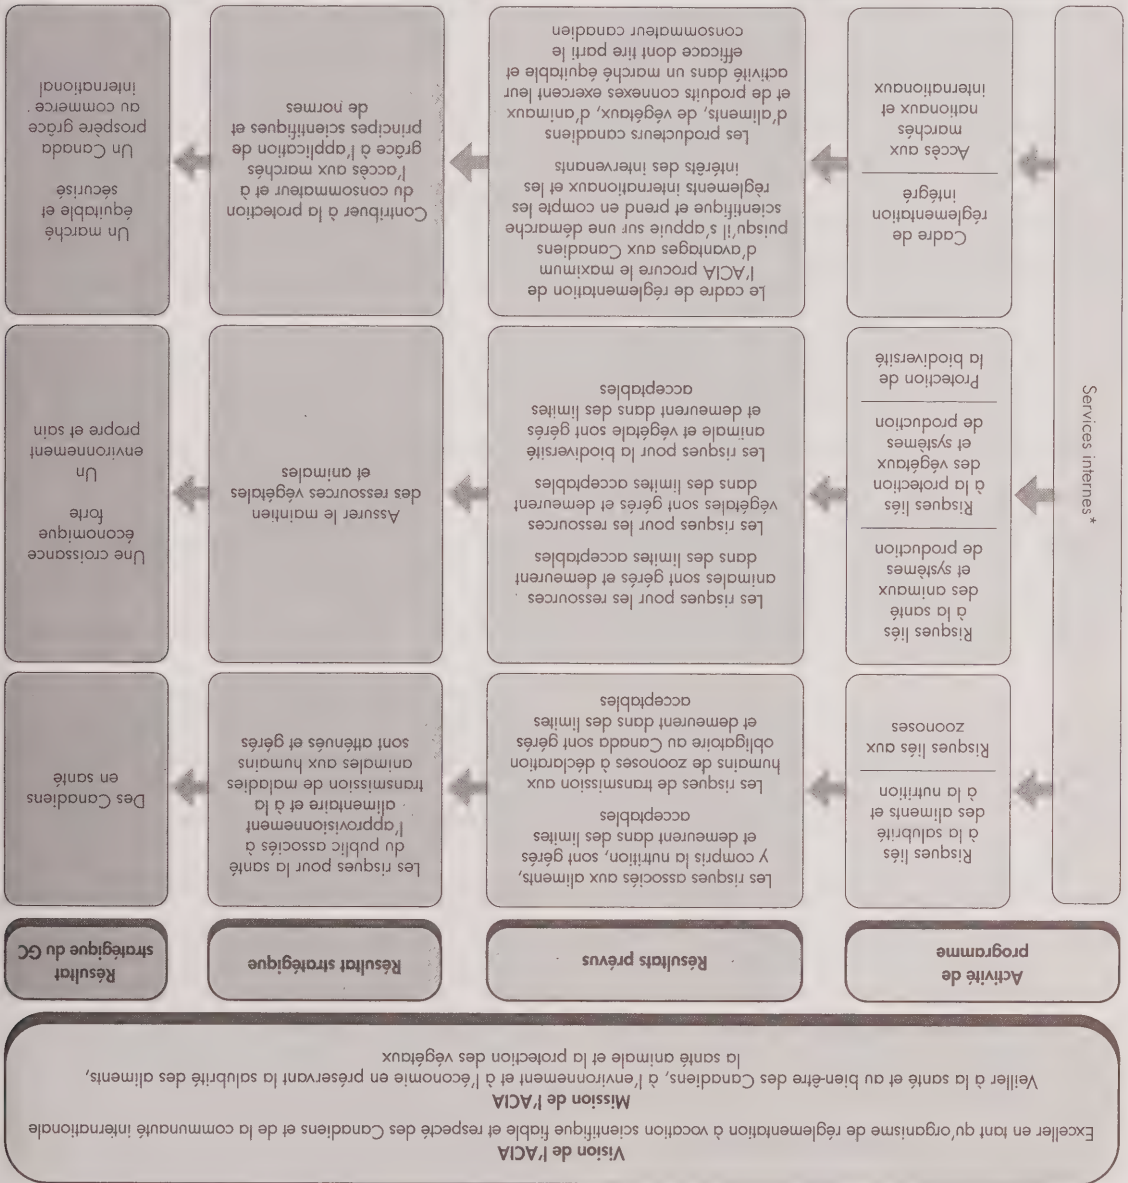 Vision de l'ACIA
Exceller en tant qu'organisme de réglementation à vocation scientifique fiable et respecté des Canadiens et de la communauté internationale
Mission de l'ACIA
Veiller à la santé et au bien-être des Canadiens, à l'environnement et à l'économie en préservant la salubrité des aliments,
la santé animale et la protection des végétaux
Activité de
programme
Résultats prévus
Résultat stratégique
Résultat
stratégique du GC
Services internes*
Risques liés
à la salubrité
des aliments et
à la nutrition
Risques liés aux
zoonoses
Les risques associés aux aliments,
y compris la nutrition, sont gérés
et demeurent dans des limites
acceptables
Les risques de transmission aux
humains de zoonoses à déclaration
obligatoire au Canada sont gérés
et demeurent dans des limites
acceptables
Les risques pour la santé
du public associés à
l'approvisionnement
alimentaire et à la
transmission de maladies
animales aux humains
sont atténués et gérés
Des Canadiens
en santé
Risques liés
à la santé
des animaux
et systèmes
de production
Risques liés
à la protection
des végétaux
et systèmes
de production
Protection de
la biodiversité
Les risques pour les ressources
animales sont gérés et demeurent
dans des limites acceptables
Les risques pour les ressources
végétales sont gérés et demeurent
dans des limites acceptables
Les risques pour la biodiversité
animale et végétale sont gérés
et demeurent dans des limites
acceptables
Assurer le maintien
des ressources végétales
et animales
Une croissance
économique
forte
Un
environnement
propre et sain
Cadre de
réglementation
intégré
Accès aux
marchés
nationaux et
internationaux
Le cadre de réglementation de
l'ACIA procure le maximum
d'avantages aux Canadiens
puisqu'il s'appuie sur une démarche
scientifique et prend en compte les
règlements internationaux et les
intérêts des intervenants
Les producteurs canadiens
d'aliments, de végétaux, d'animaux
et de produits connexes exercent leur
activité dans un marché équitable et
efficace dont tire parti le
consommateur canadien
Contribuer à la protection
du consommateur et à
l'accès aux marchés
grâce à l'application de
principes scientifiques et
de normes
Un marché
équitable et
sécurisé
Un Canada
prospère grâce
au commerce
international